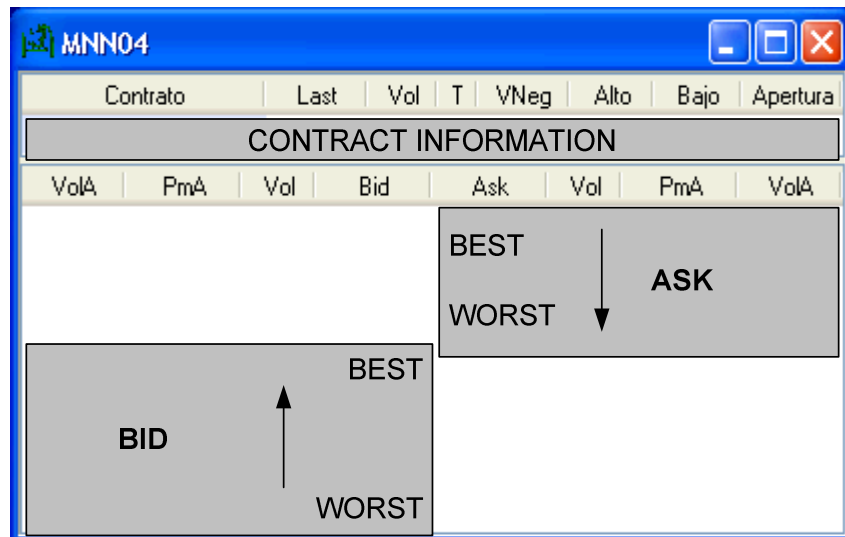 MNN04
Contrato Last Vol T VNeg Alto Bajo Apertura
CONTRACT INFORMATION
VolA PmA Vol Bid Ask Vol PmA VolA
BEST
ASK
WORST
BEST
BID
WORST